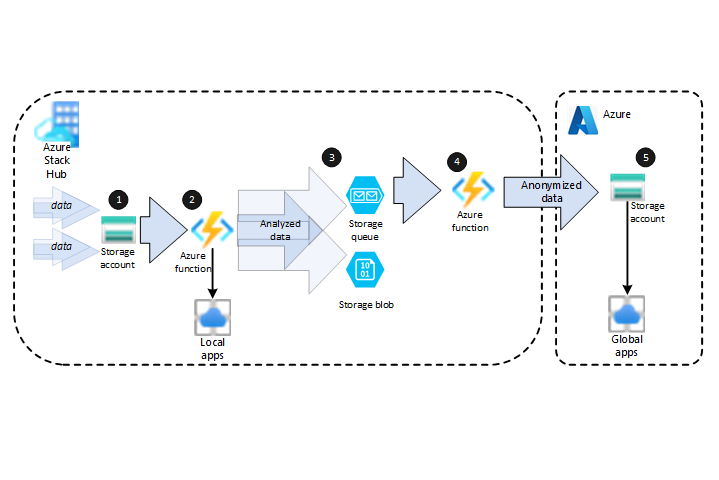 Azure
Stack
Hub
data
data
1
Storage
account
2
Azure
function
Local
apps
Analyzed
data
3
Storage
queue
Storage blob
4
Azure
function
Anonymized
data
Azure
5
Storage
account
Global
apps
10
01